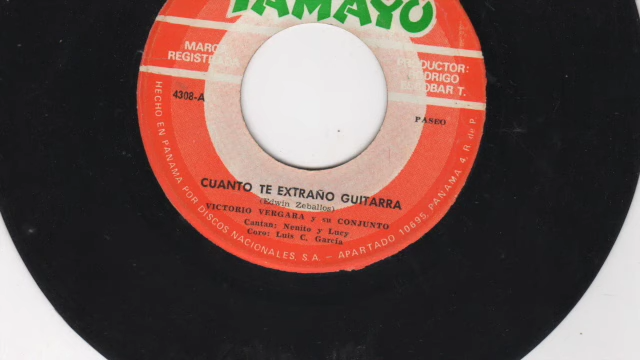 TAMAYO
MARCA
REGISTRADA
PRODUCTOR:
RODRIGO
ESCOBAR T.
4308-A
PASEO
CUANTO TE EXTRAÑO GUITARRA
(Edwin Zeballos)
VICTORIO VERGARA y su CONJUNTO
Cantan: Nenito y Lucy
Coro: Luis C. García
HECHO EN PANAMA POR DISCOS NACIONALES, S.A. - APARTADO 10895, PANAMA 4, R. de P.